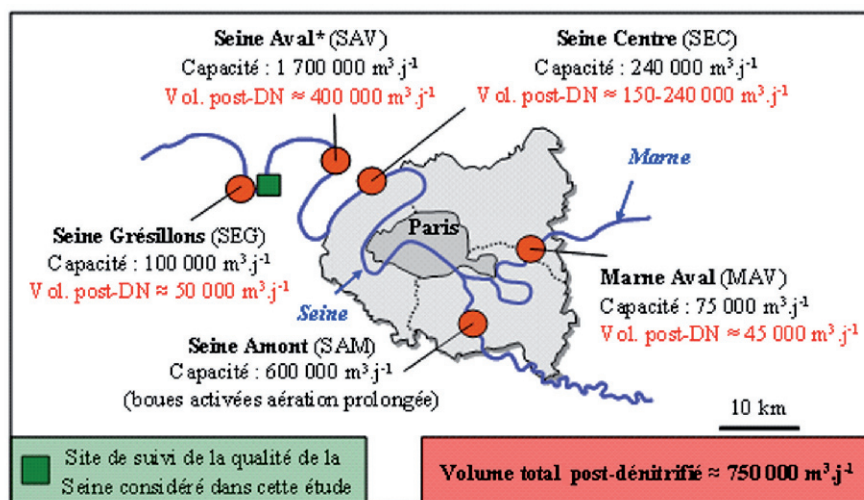 Seine Aval* (SAV)
Capacité : 1 700 000 m³.j⁻¹
Vol. post-DN ≈ 400 000 m³.j⁻¹
Seine Centre (SEC)
Capacité : 240 000 m³.j⁻¹
Vol. post-DN ≈ 150-240 000 m³.j⁻¹
Marne
Paris
Seine Grésillons (SEG)
Capacité : 100 000 m³.j⁻¹
Vol. post-DN ≈ 50 000 m³.j⁻¹
Seine
Marne Aval (MAV)
Capacité : 75 000 m³.j⁻¹
Vol. post-DN ≈ 45 000 m³.j⁻¹
Seine Amont (SAM)
Capacité : 600 000 m³.j⁻¹
(boues activées aération prolongée)
10 km
Site de suivi de la qualité de la
Seine considéré dans cette étude
Volume total post-dénitrifié ≈ 750 000 m³.j⁻¹